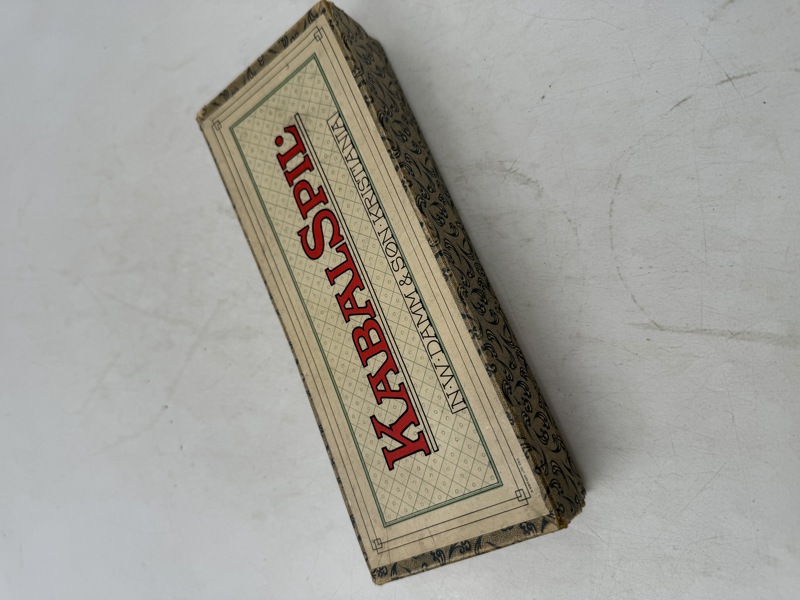 KABALSPIL.
N·W·DAMM & SØN KRISTIANIA